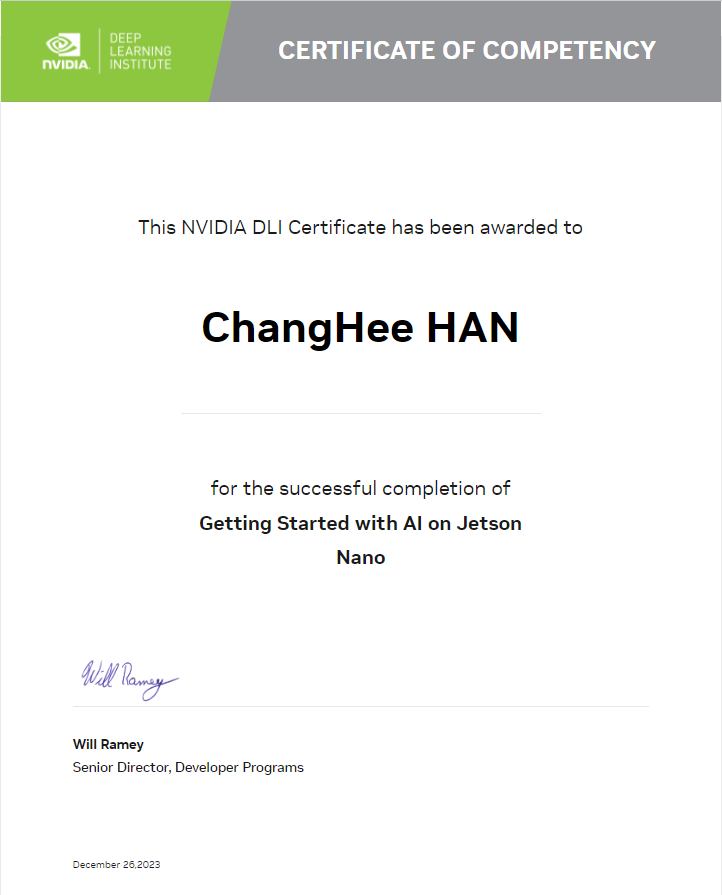 NVIDIA.
DEEP
LEARNING
INSTITUTE
CERTIFICATE OF COMPETENCY
This NVIDIA DLI Certificate has been awarded to
ChangHee HAN
for the successful completion of
Getting Started with AI on Jetson
Nano
Will Ramey
Will Ramey
Senior Director, Developer Programs
December 26,2023